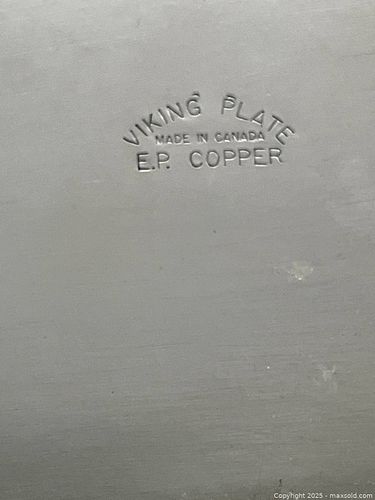 VIKING PLATE
MADE IN CANADA
E.P. COPPER
Copyright 2025 - maxsold.com